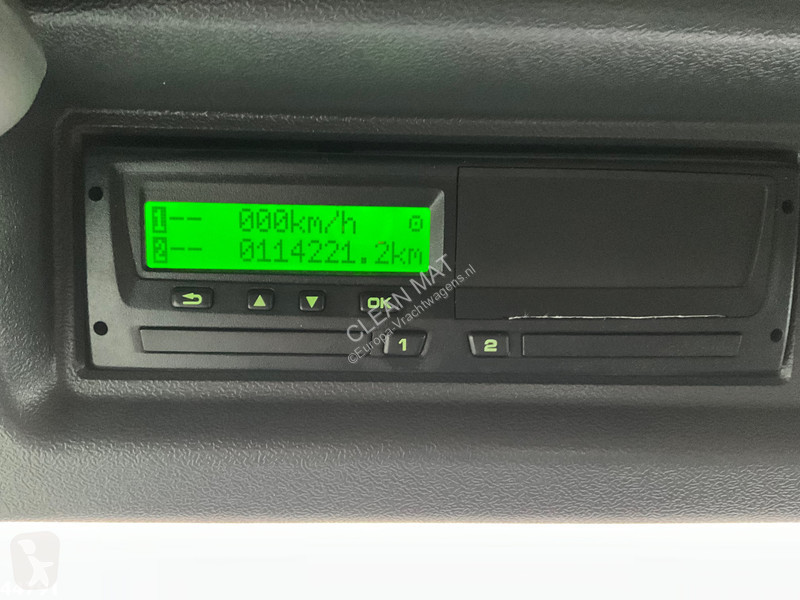 1-- 000km/h
2-- 0114221.2km
OK
1 2
CLEAN MAT
©Europa-Vrachtwagens.nl